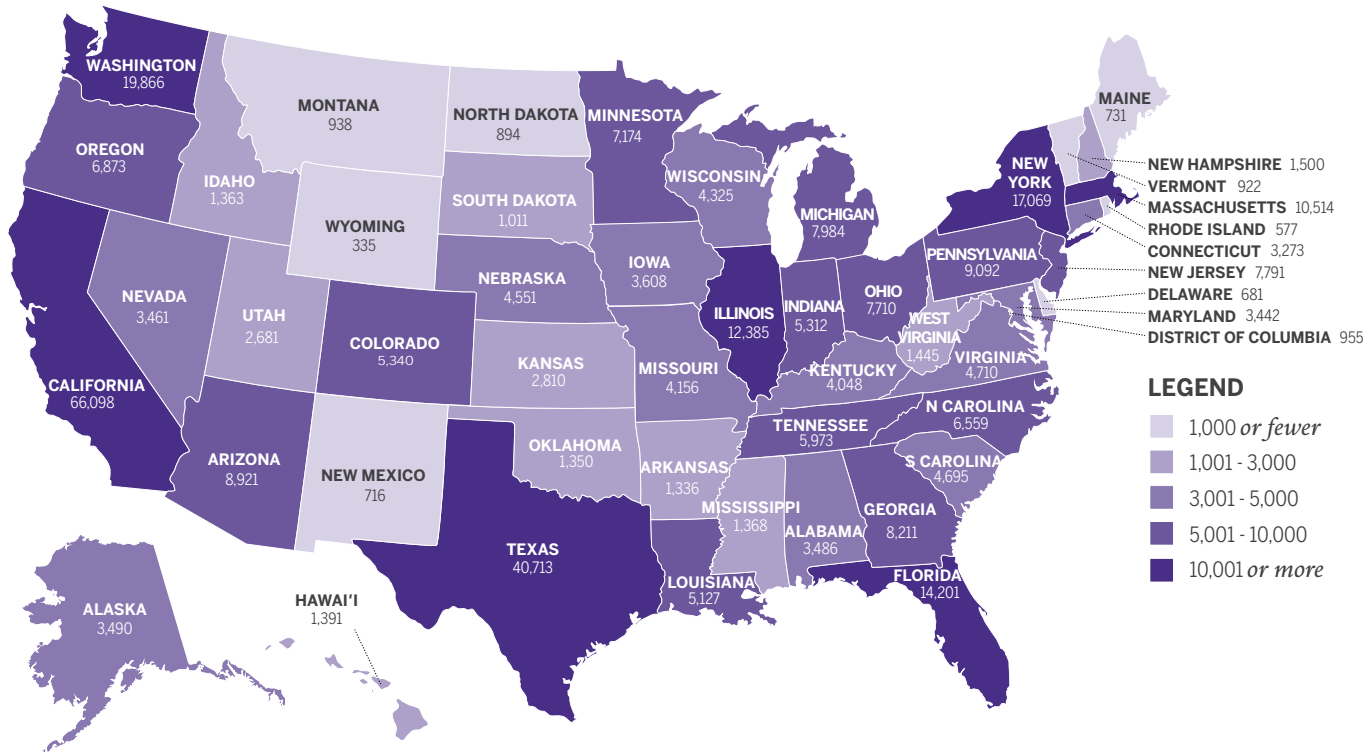 WASHINGTON
19,866
MONTANA
938
NORTH DAKOTA
894
MINNESOTA
7,174
MAINE
731
OREGON
6,873
IDAHO
1,363
SOUTH DAKOTA
1,011
WISCONSIN
4,325
MICHIGAN
7,984
NEW
YORK
17,069
NEW HAMPSHIRE 1,500
VERMONT 922
MASSACHUSETTS 10,514
RHODE ISLAND 577
CONNECTICUT 3,273
NEW JERSEY 7,791
DELAWARE 681
MARYLAND 3,442
DISTRICT OF COLUMBIA 955
WYOMING
335
NEBRASKA
4,551
IOWA
3,608
PENNSYLVANIA
9,092
NEVADA
3,461
UTAH
2,681
COLORADO
5,340
KANSAS
2,810
MISSOURI
4,156
ILLINOIS
12,385
INDIANA
5,312
OHIO
7,710
WEST
VIRGINIA
1,445
VIRGINIA
4,710
KENTUCKY
4,048
CALIFORNIA
66,098
ARIZONA
8,921
NEW MEXICO
716
OKLAHOMA
1,350
ARKANSAS
1,336
TENNESSEE
5,973
N CAROLINA
6,559
S CAROLINA
4,695
MISSISSIPPI
1,368
ALABAMA
3,486
GEORGIA
8,211
TEXAS
40,713
LOUISIANA
5,127
FLORIDA
14,201
ALASKA
3,490
HAWAI'I
1,391
LEGEND
1,000 or fewer
1,001 - 3,000
3,001 - 5,000
5,001 - 10,000
10,001 or more